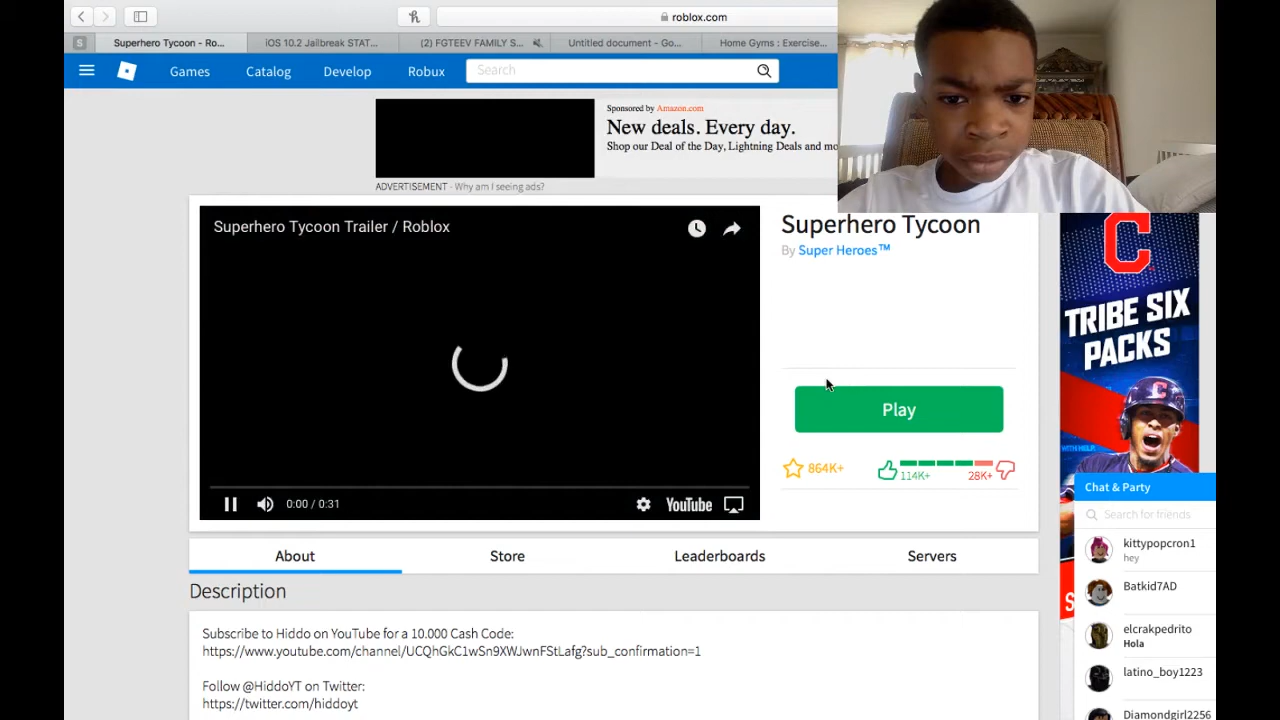 roblox.com
S
Superhero Tycoon - Ro...
iOS 10.2 Jailbreak STAT...
(2) FGTEEV FAMILY S...
Untitled document - Go...
Home Gyms : Exercise...
Games
Catalog
Develop
Robux
Search
Sponsored by Amazon.com
New deals. Every day.
Shop our Deal of the Day, Lightning Deals and mo
ADVERTISEMENT - Why am I seeing ads?
Superhero Tycoon Trailer / Roblox
0:00 / 0:31
YouTube
Superhero Tycoon
By Super Heroes™
Play
864K+
114K+
28K+
C
TRIBE SIX
PACKS
WITH HELP
C
S
Chat & Party
Search for friends
kittypopcron1
hey
Batkid7AD
elcrakpedrito
Hola
latino_boy1223
Diamondgirl2256
About
Store
Leaderboards
Servers
Description
Subscribe to Hiddo on YouTube for a 10.000 Cash Code:
https://www.youtube.com/channel/UCQhGkC1wSn9XWJwnFStLafg?sub_confirmation=1
Follow @HiddoYT on Twitter:
https://twitter.com/hiddoyt